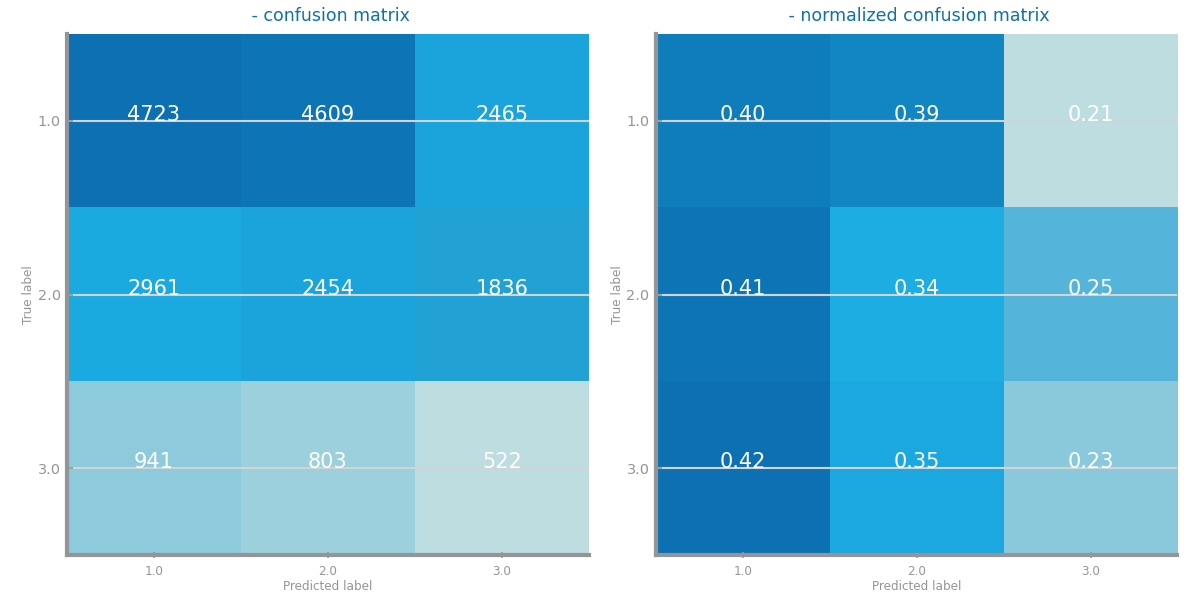 - confusion matrix
4723 4609 2465
1.0
2961 2454 1836
2.0
941 803 522
3.0
True label
1.0 2.0 3.0
Predicted label
- normalized confusion matrix
0.40 0.39 0.21
1.0
0.41 0.34 0.25
2.0
0.42 0.35 0.23
3.0
True label
1.0 2.0 3.0
Predicted label